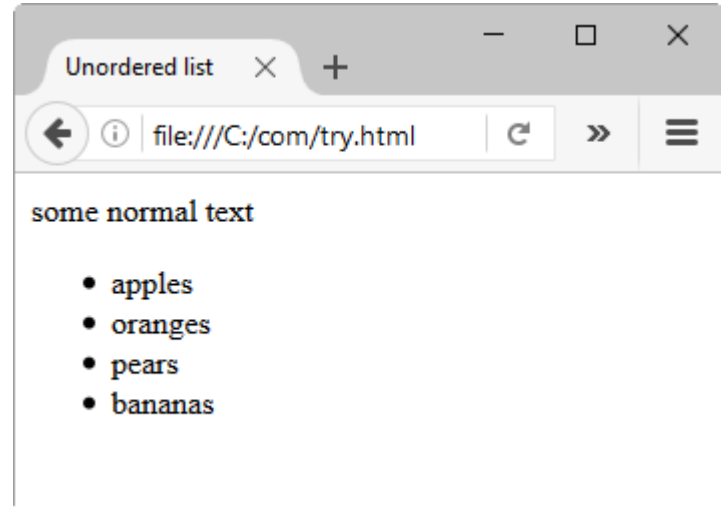 Unordered list
file:///C:/com/try.html
some normal text
apples
oranges
pears
bananas